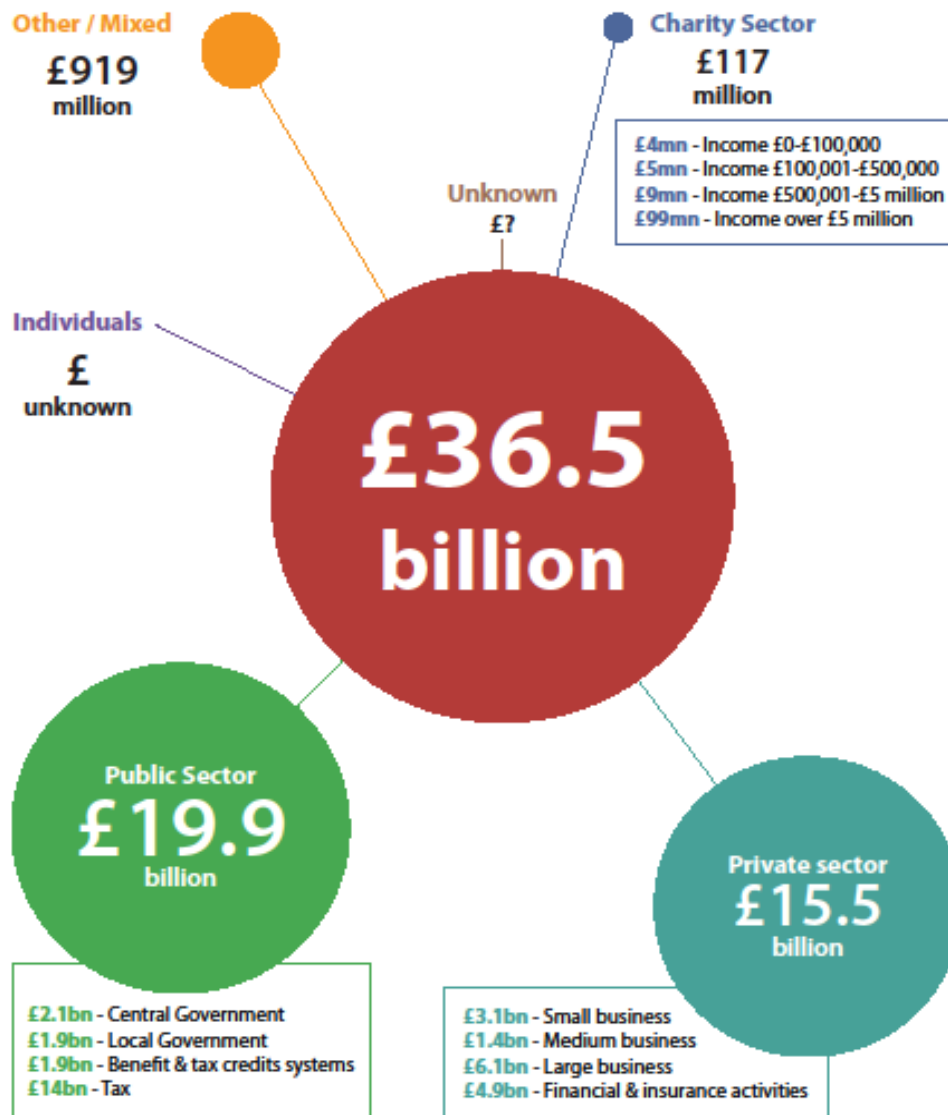 Other / Mixed
£919
million
Charity Sector
£117
million
£4mn - Income £0-£100,000
£5mn - Income £100,001-£500,000
£9mn - Income £500,001-£5 million
£99mn - Income over £5 million
Unknown
£?
Individuals
£
unknown
£36.5
billion
Public Sector
£19.9
billion
£2.1bn - Central Government
£1.9bn - Local Government
£1.9bn - Benefit & tax credits systems
£14bn - Tax
Private sector
£15.5
billion
£3.1bn - Small business
£1.4bn - Medium business
£6.1bn - Large business
£4.9bn - Financial & insurance activities